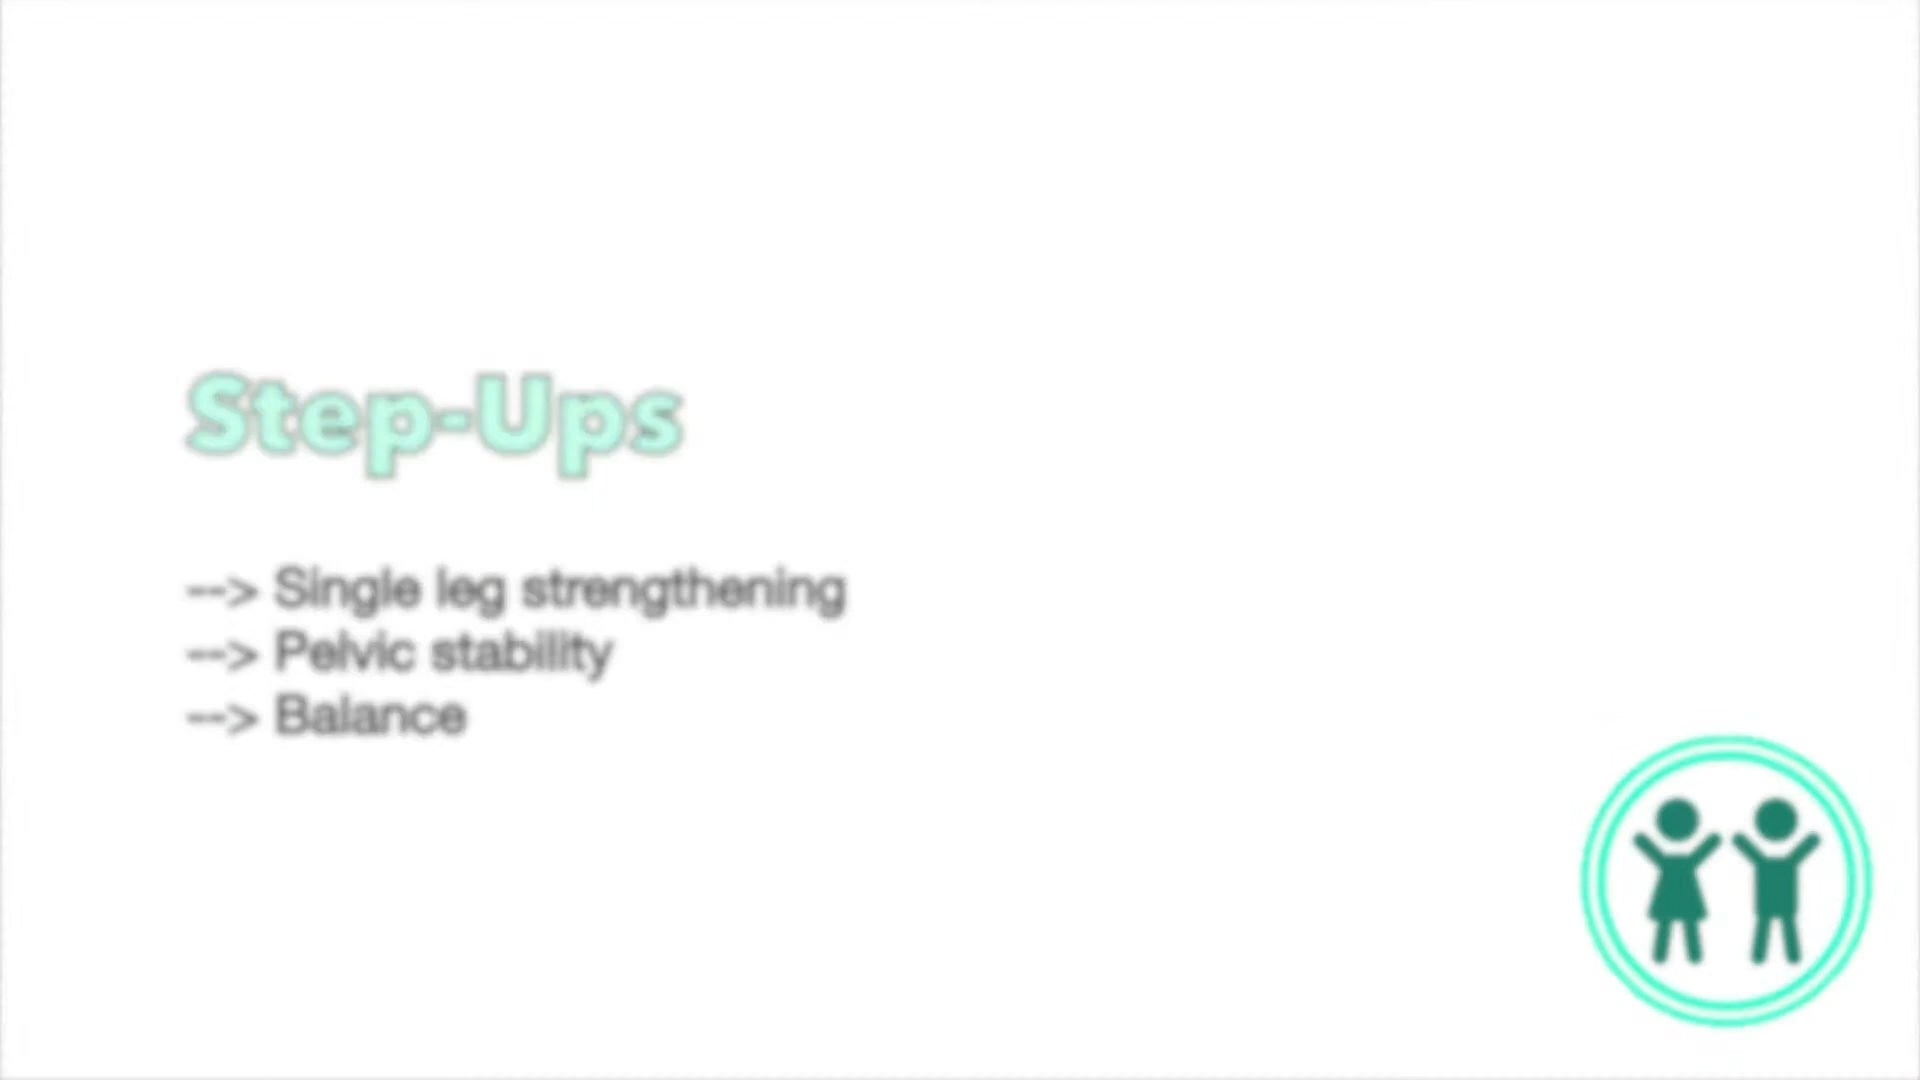 Step-Ups
--> Single leg strengthening
--> Pelvic stability
--> Balance